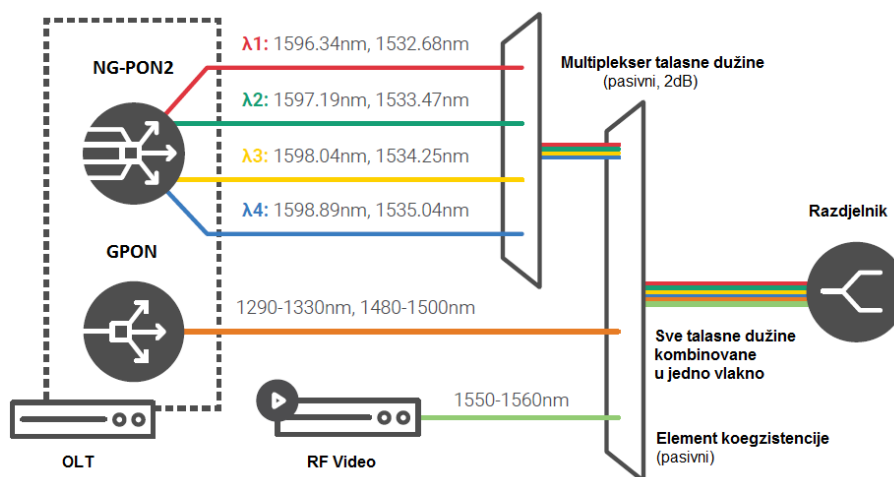 λ1: 1596.34nm, 1532.68nm
NG-PON2
Multiplekser talasne dužine
(pasivni, 2dB)
λ2: 1597.19nm, 1533.47nm
λ3: 1598.04nm, 1534.25nm
λ4: 1598.89nm, 1535.04nm
Razdjelnik
GPON
1290-1330nm, 1480-1500nm
Sve talasne dužine
kombinovane
u jedno vlakno
1550-1560nm
Element koegzistencije
(pasivni)
OLT
RF Video